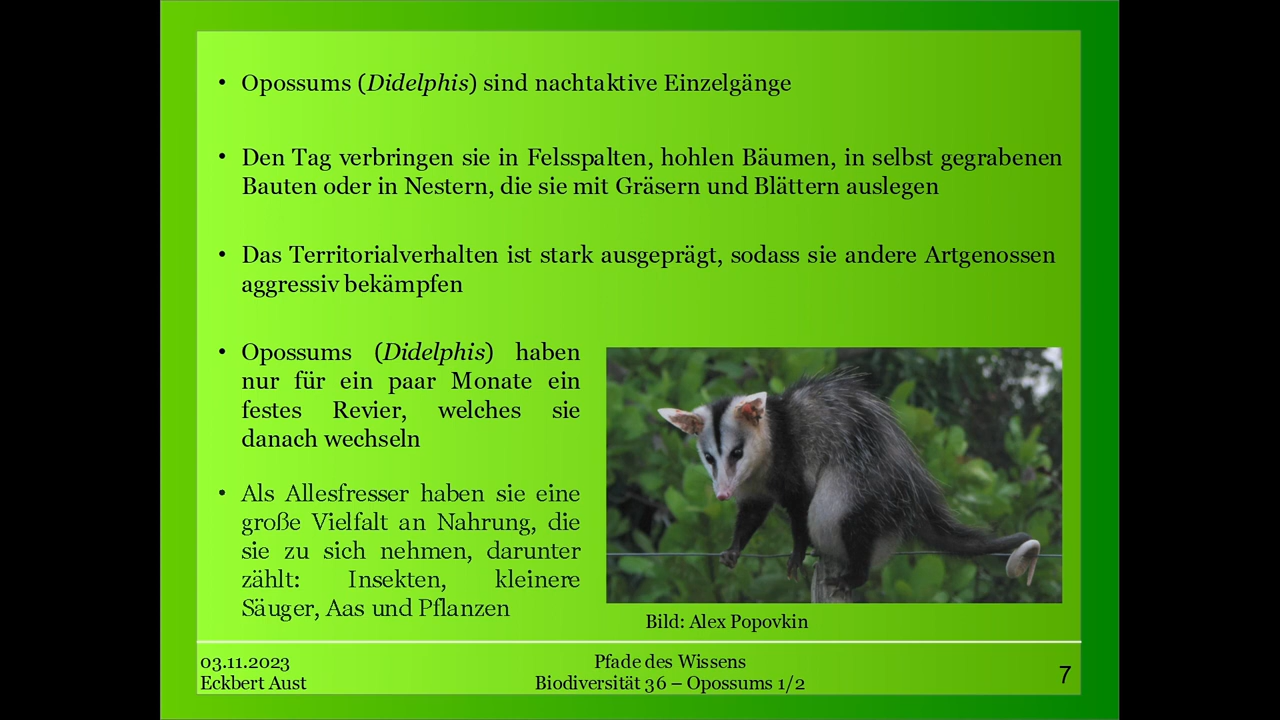 • Opossums (Didelphis) sind nachtaktive Einzelgänge
• Den Tag verbringen sie in Felsspalten, hohlen Bäumen, in selbst gegrabenen
Bauten oder in Nestern, die sie mit Gräsern und Blättern auslegen
• Das Territorialverhalten ist stark ausgeprägt, sodass sie andere Artgenossen
aggressiv bekämpfen
• Opossums (Didelphis) haben
nur für ein paar Monate ein
festes Revier, welches sie
danach wechseln
• Als Allesfresser haben sie eine
große Vielfalt an Nahrung, die
sie zu sich nehmen, darunter
zählt: Insekten, kleinere
Säuger, Aas und Pflanzen
Bild: Alex Popovkin
03.11.2023
Eckbert Aust
Pfade des Wissens
Biodiversität 36 – Opossums 1/2
7